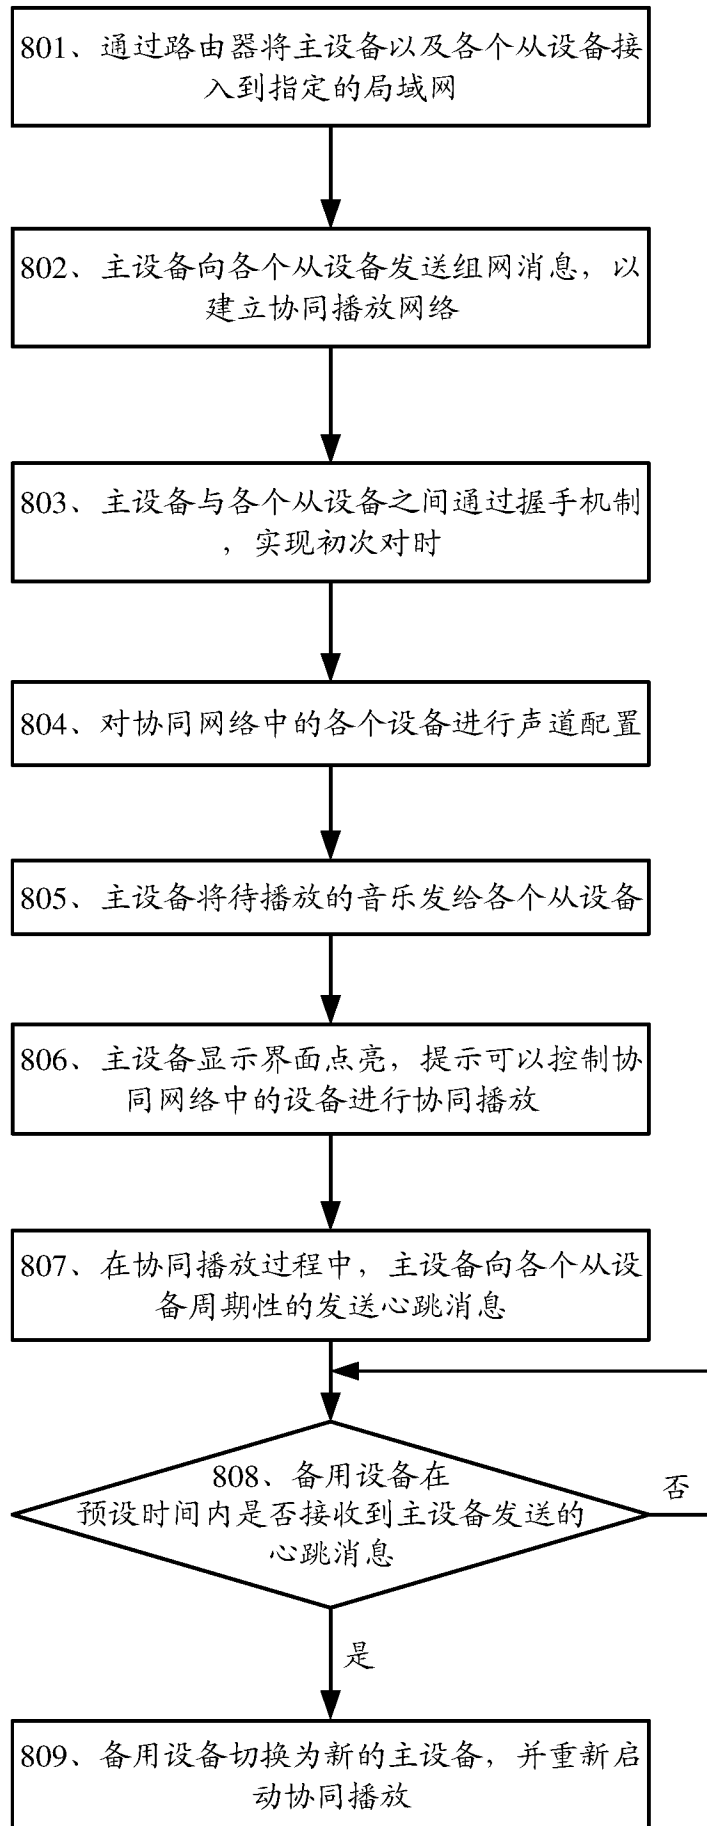 801、通过路由器将主设备以及各个从设备接
入到指定的局域网
802、主设备向各个从设备发送组网消息，以
建立协同播放网络
803、主设备与各个从设备之间通过握手机制
，实现初次对时
804、对协同网络中的各个设备进行声道配置
805、主设备将待播放的音乐发给各个从设备
806、主设备显示界面点亮，提示可以控制协
同网络中的设备进行协同播放
807、在协同播放过程中，主设备向各个从设
备周期性的发送心跳消息
808、备用设备在
预设时间内是否接收到主设备发送的
心跳消息
否
是
809、备用设备切换为新的主设备，并重新启
动协同播放